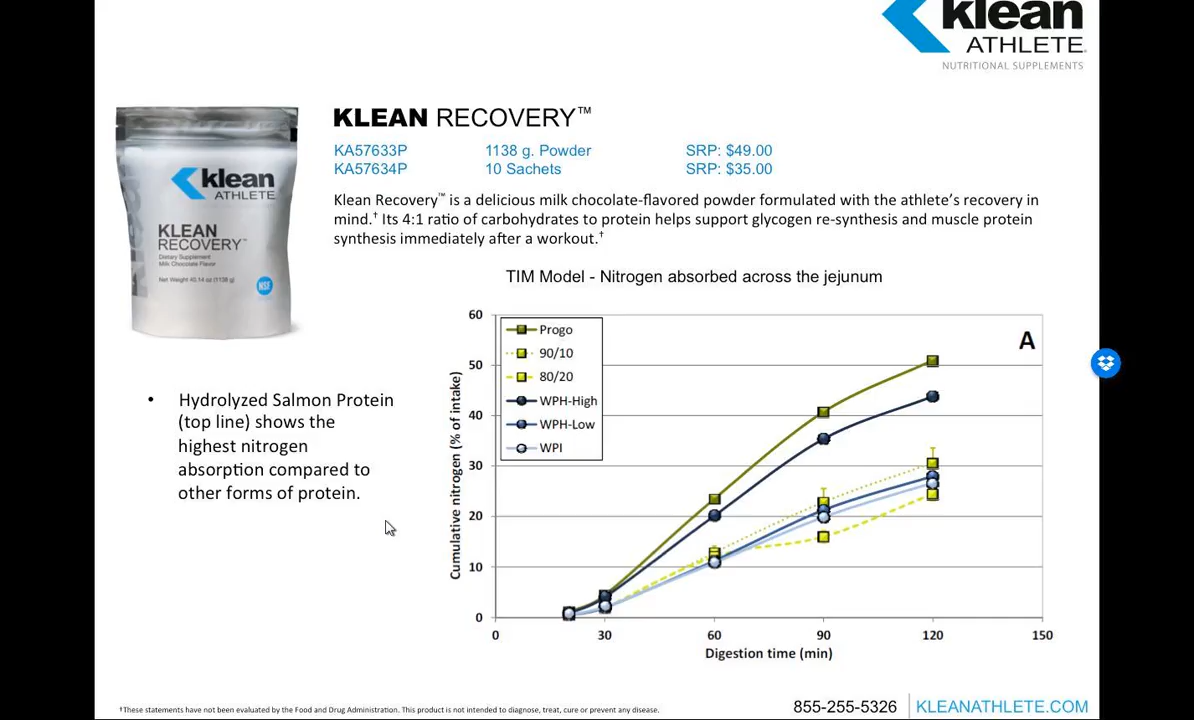 klean
ATHLETE
NUTRITIONAL SUPPLEMENTS
KLEAN RECOVERY™
KA57633P 1138 g. Powder SRP: $49.00
KA57634P 10 Sachets SRP: $35.00
Klean Recovery™ is a delicious milk chocolate-flavored powder formulated with the athlete's recovery in
mind.† Its 4:1 ratio of carbohydrates to protein helps support glycogen re-synthesis and muscle protein
synthesis immediately after a workout.†
klean
ATHLETE
KLEAN
RECOVERY™
Dietary Supplement
Milk Chocolate Flavor
Net Weight 40.14 oz (1138 g)
NSF
• Hydrolyzed Salmon Protein
(top line) shows the
highest nitrogen
absorption compared to
other forms of protein.
TIM Model - Nitrogen absorbed across the jejunum
Cumulative nitrogen (% of intake)
60
50
40
30
20
10
0
Progo
90/10
80/20
WPH-High
WPH-Low
WPI
A
0 30 60 90 120 150
Digestion time (min)
†These statements have not been evaluated by the Food and Drug Administration. This product is not intended to diagnose, treat, cure or prevent any disease.
855-255-5326 KLEANATHLETE.COM